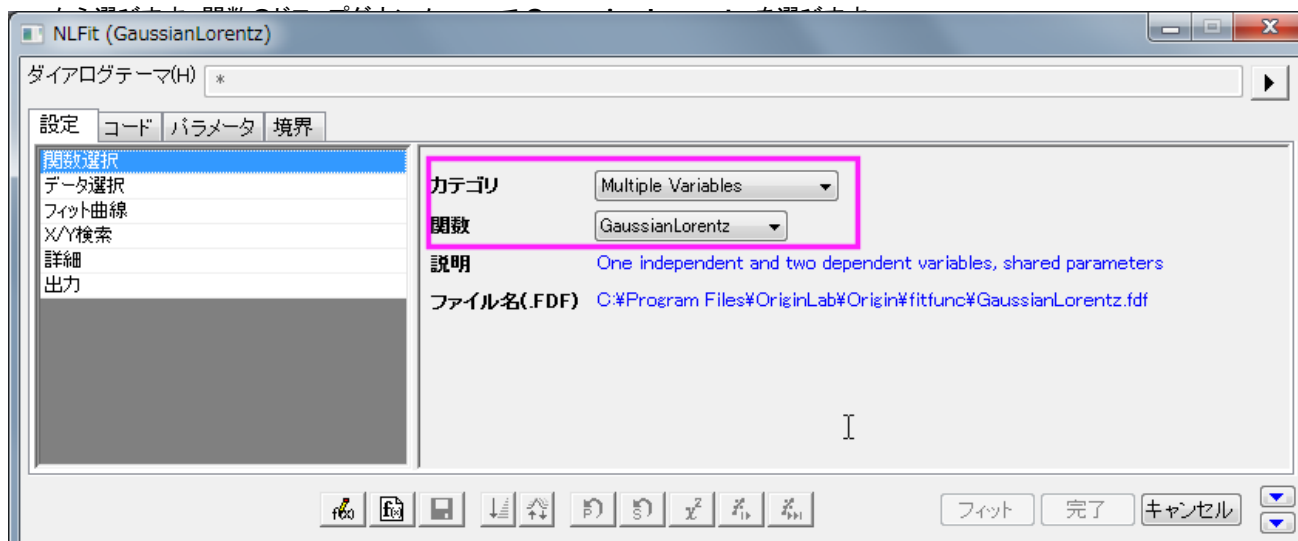 NLFit (GaussianLorentz)
ダイアログテーマ(H) *
設定 コード パラメータ 境界
関数選択
データ選択
フィット曲線
X/Y検索
詳細
出力
カテゴリ Multiple Variables
関数 GaussianLorentz
説明 One independent and two dependent variables, shared parameters
ファイル名(.FDF) C:¥Program Files¥OriginLab¥Origin¥fitfunc¥GaussianLorentz.fdf
フィット 完了 キャンセル